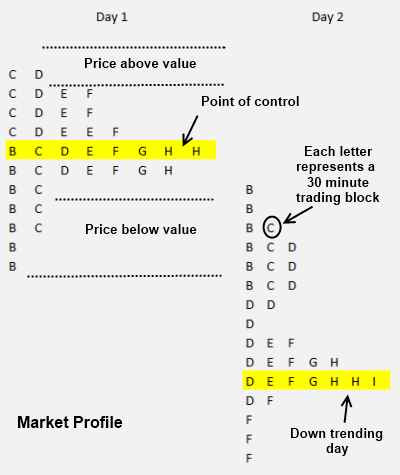 Day 1
Day 2
Price above value
C D
C D E F
C D E F
C D E E F
B C D E F G H H
B C D E F G H
B C
B C
B C
B
B
Point of control
Price below value
Each letter
represents a
30 minute
trading block
B
B
B C
B C D
B C D
B C D
D D
D
D E F
D E F G H
D E F G H H I
D F
F
F
F
Market Profile
Down trending
day